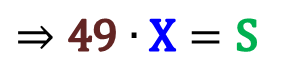 ⇒ 49 · X = S